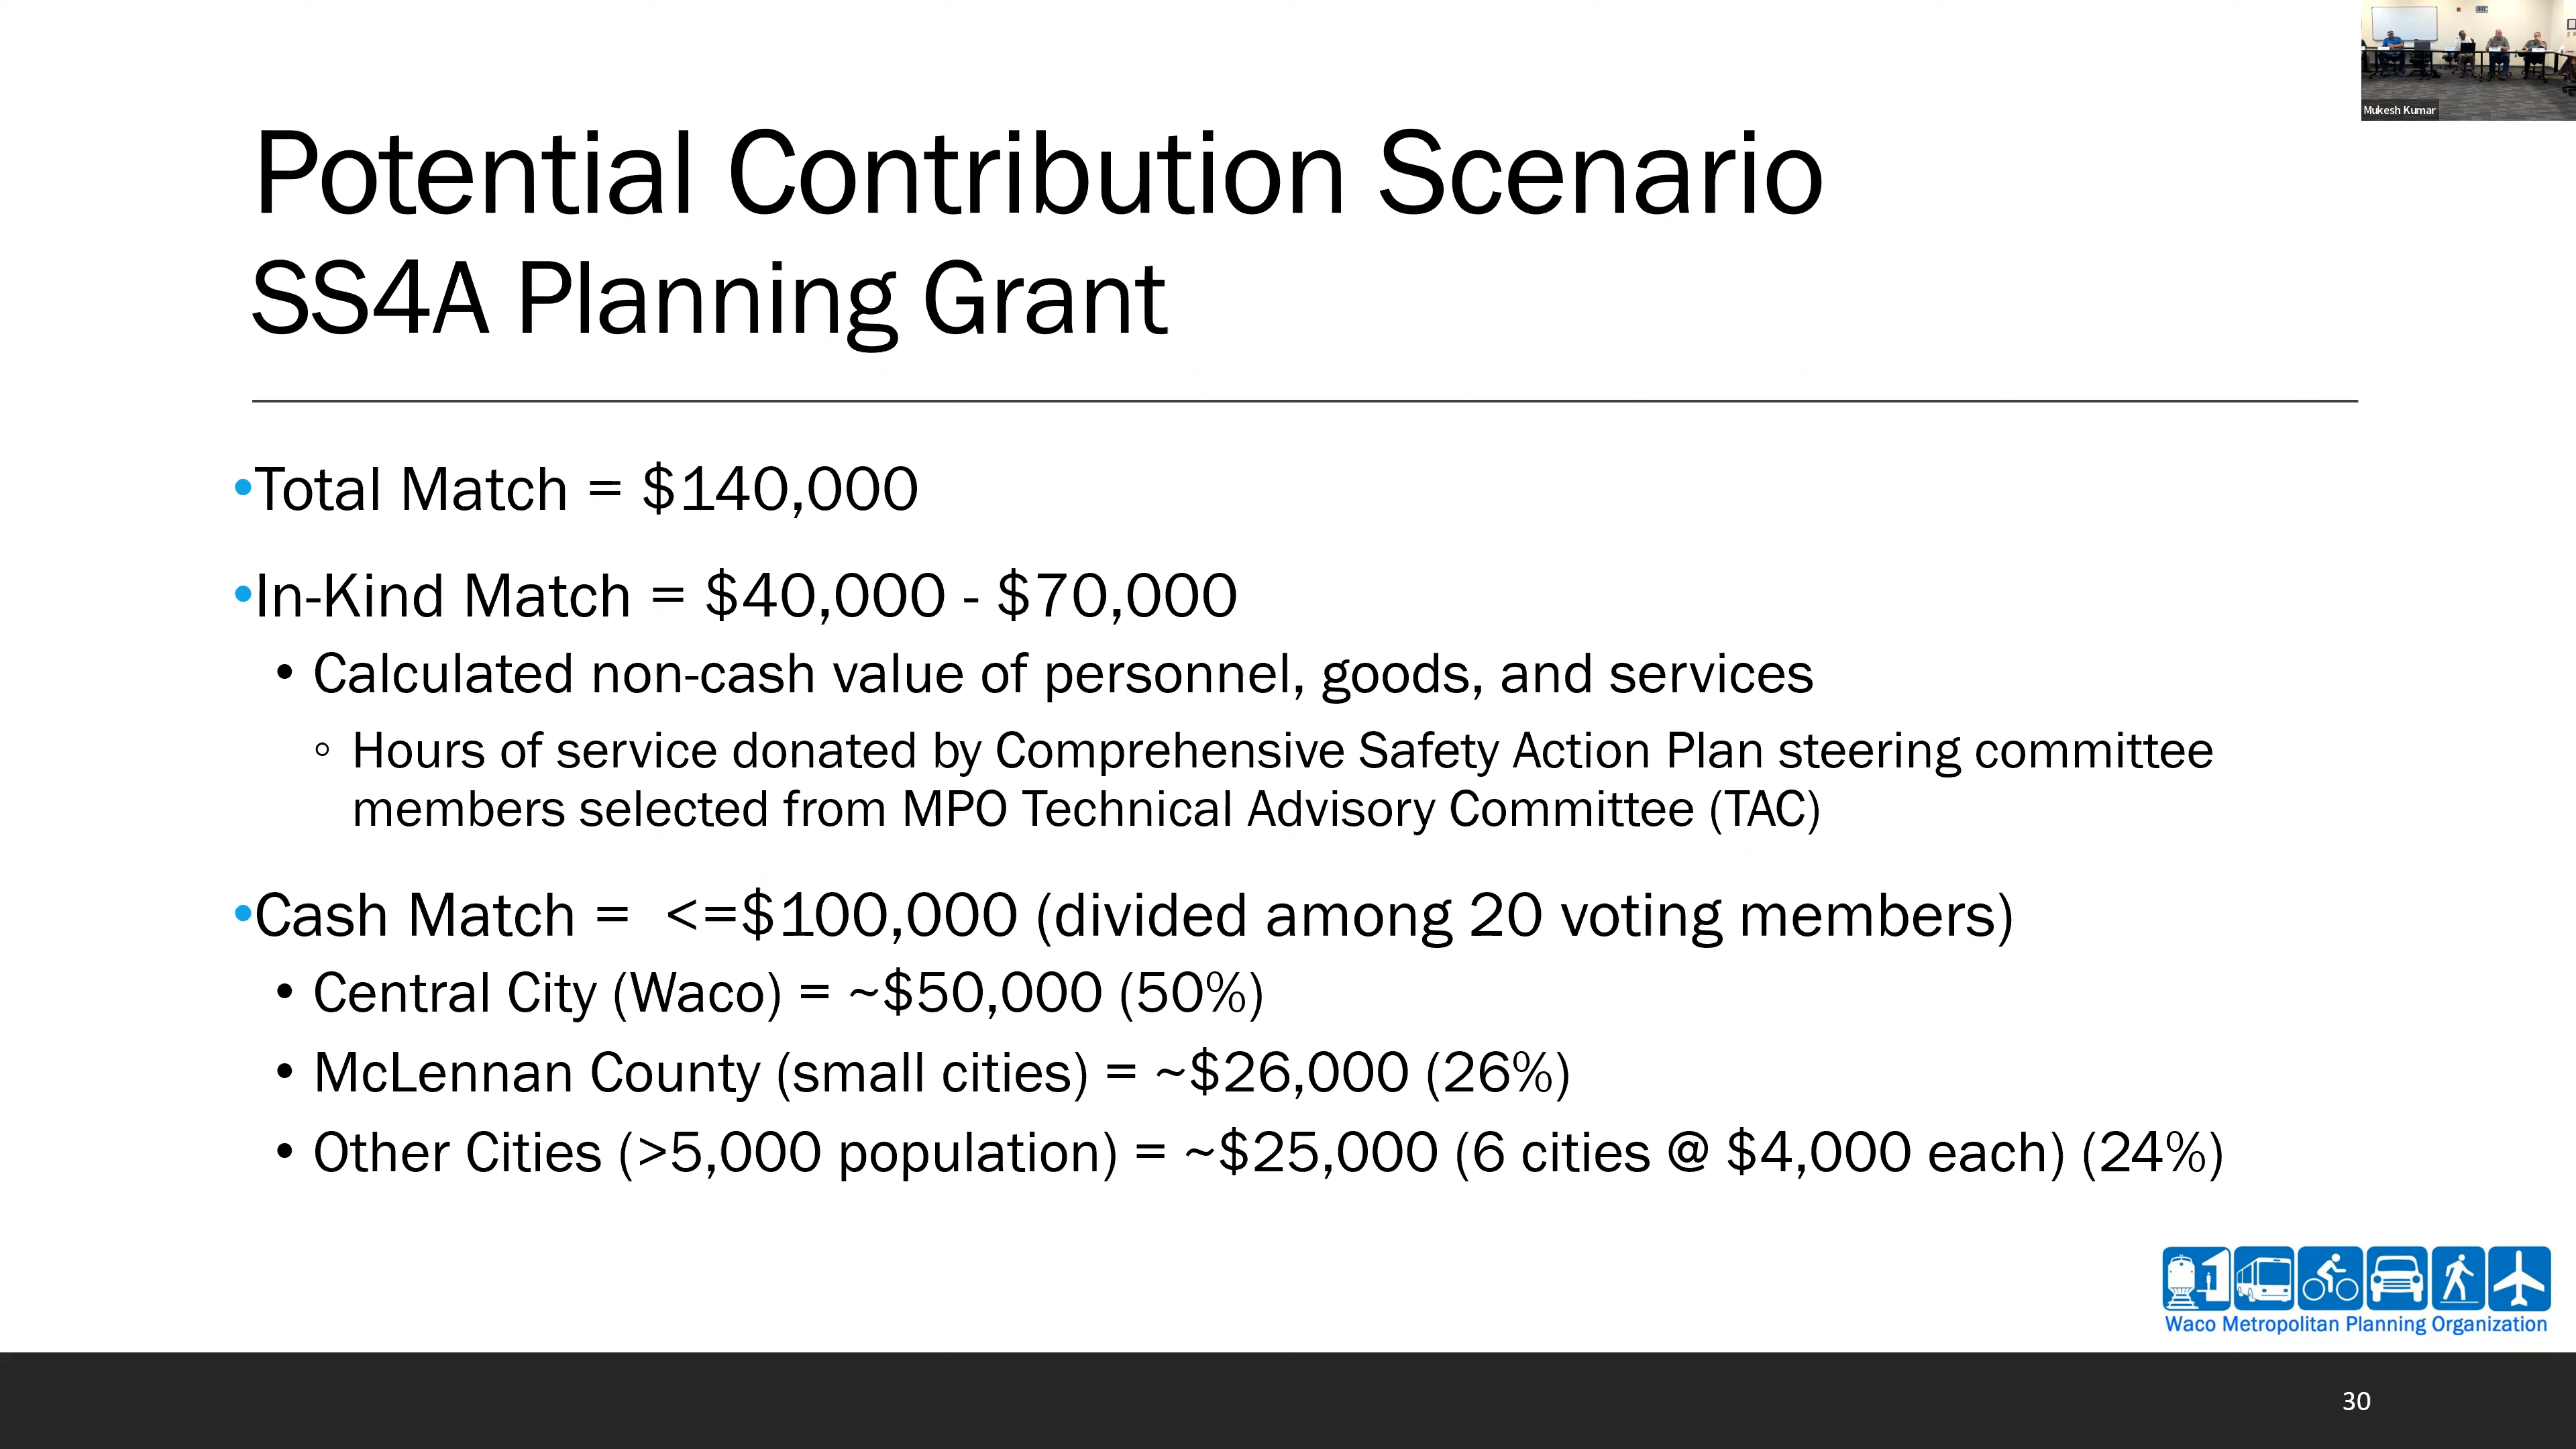 Mukesh Kumar
Potential Contribution Scenario
SS4A Planning Grant
•Total Match = $140,000
•In-Kind Match = $40,000 - $70,000
• Calculated non-cash value of personnel, goods, and services
◦ Hours of service donated by Comprehensive Safety Action Plan steering committee
members selected from MPO Technical Advisory Committee (TAC)
•Cash Match = <=$100,000 (divided among 20 voting members)
• Central City (Waco) = ~$50,000 (50%)
• McLennan County (small cities) = ~$26,000 (26%)
• Other Cities (>5,000 population) = ~$25,000 (6 cities @ $4,000 each) (24%)
Waco Metropolitan Planning Organization
30